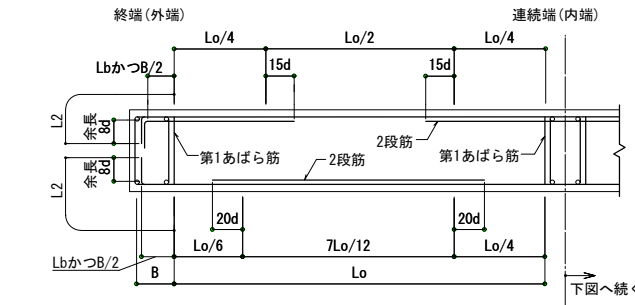 終端(外端)
連続端(内端)
Lo/4
Lo/2
Lo/4
LbかつB/2
15d
15d
L2
余長
8d
第1あばら筋
2段筋
2段筋
第1あばら筋
L2
余長
8d
20d
20d
Lo/6
7Lo/12
Lo/4
LbかつB/2
B
Lo
下図へ続く